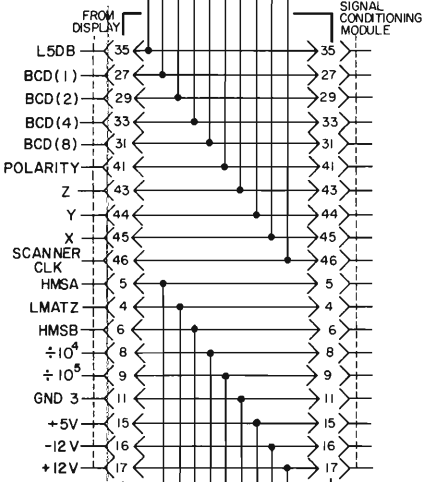 FROM
DISPLAY
SIGNAL
CONDITIONING
MODULE
L5DB 35 35
BCD(1) 27 27
BCD(2) 29 29
BCD(4) 33 33
BCD(8) 31 31
POLARITY 41 41
Z 43 43
Y 44 44
X 45 45
SCANNER
CLK 46 46
HMSA 5 5
LMATZ 4 4
HMSB 6 6
÷10⁴ 8 8
÷10⁵ 9 9
GND 3 11 11
+5V 15 15
-12V 16 16
+12V 17 17